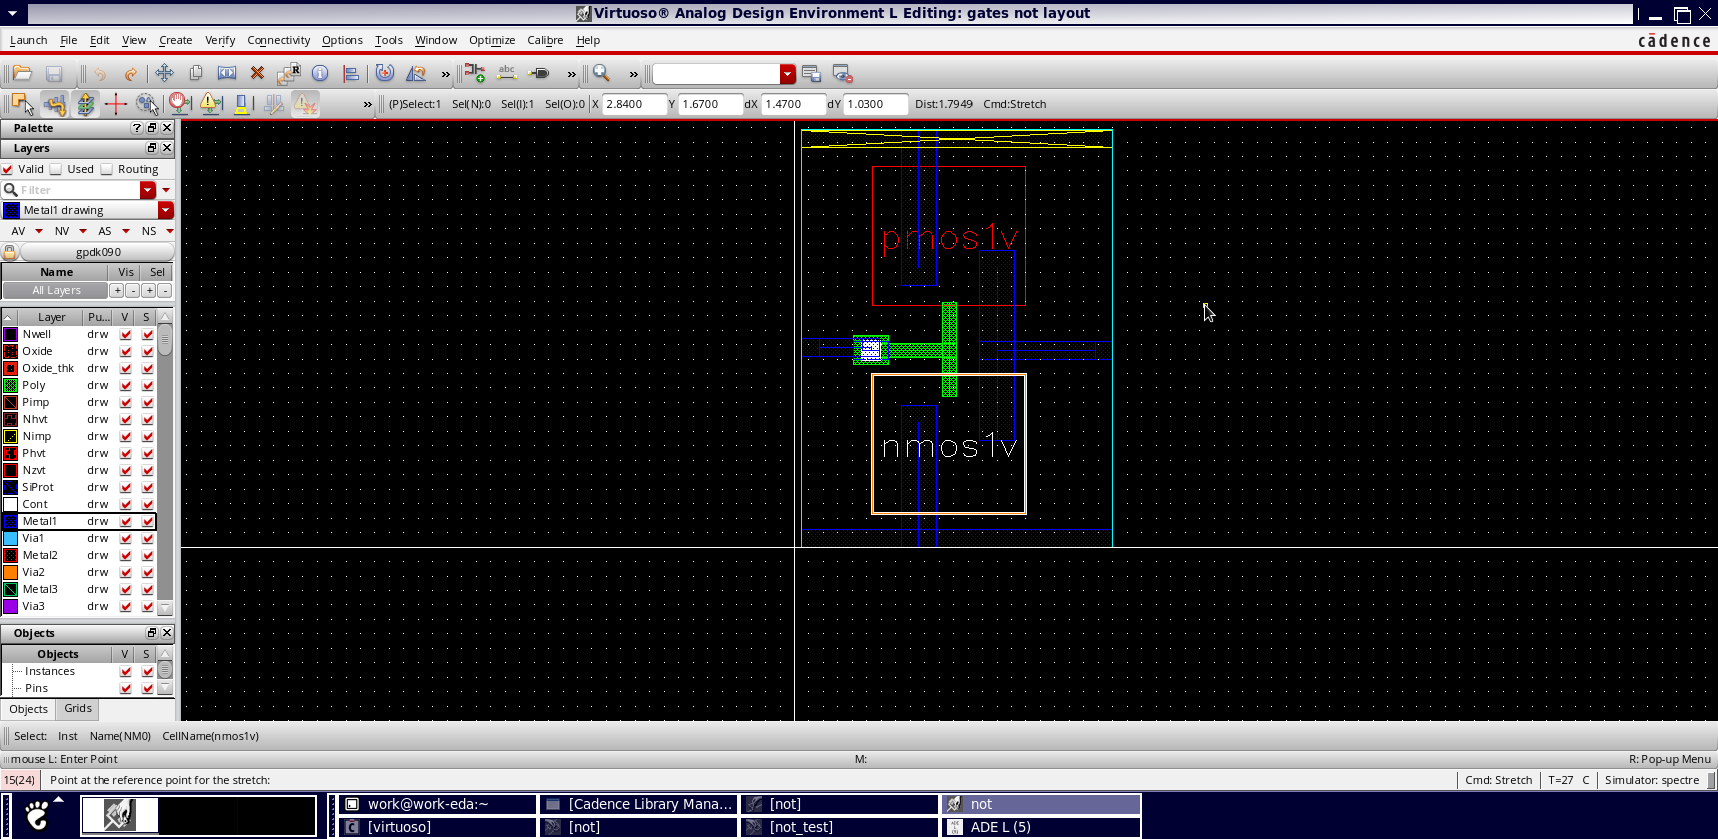 Virtuoso® Analog Design Environment L Editing: gates not layout
Launch File Edit View Create Verify Connectivity Options Tools Window Optimize Calibre Help
cādence
abc
» » »
» (P)Select:1 Sel(N):0 Sel(I):1 Sel(O):0 X 2.8400 Y 1.6700 dX 1.4700 dY 1.0300 Dist:1.7949 Cmd:Stretch
Palette
Layers
Valid Used Routing
Filter
Metal1 drawing
AV NV AS NS
gpdk090
Name Vis Sel
All Layers + - + -
Layer Pu... V S
Nwell drw
Oxide drw
Oxide_thk drw
Poly drw
Pimp drw
Nhvt drw
Nimp drw
Phvt drw
Nzvt drw
SiProt drw
Cont drw
Metal1 drw
Via1 drw
Metal2 drw
Via2 drw
Metal3 drw
Via3 drw
Objects
Objects V S
Instances
Pins
Objects Grids
pmos1v
nmos1v
Select: Inst Name(NM0) CellName(nmos1v)
mouse L: Enter Point M: R: Pop-up Menu
15(24) Point at the reference point for the stretch: Cmd: Stretch T=27 C Simulator: spectre
work@work-eda:~ [Cadence Library Mana... [not] not
[virtuoso] [not] [not_test] ADE L (5)